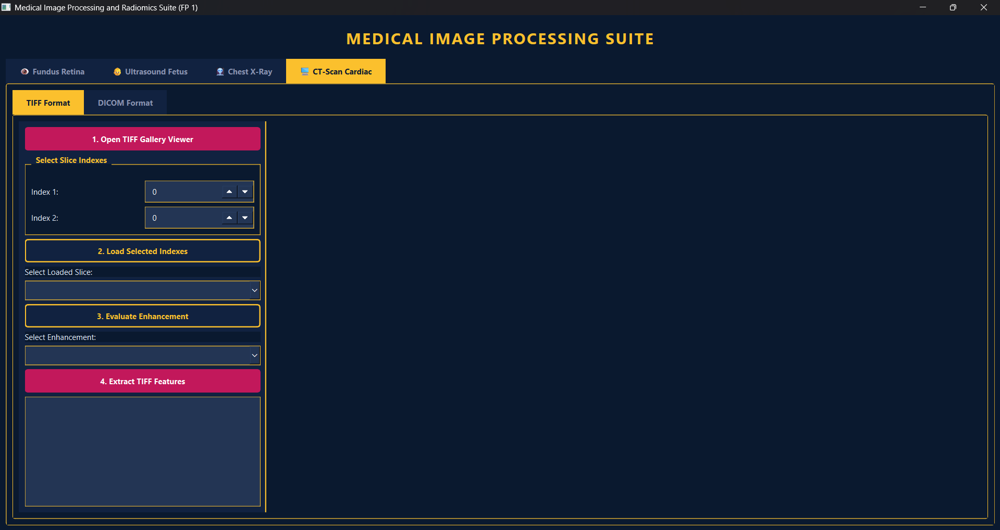 Medical Image Processing and Radiomics Suite (FP 1)
MEDICAL IMAGE PROCESSING SUITE
Fundus Retina
Ultrasound Fetus
Chest X-Ray
CT-Scan Cardiac
TIFF Format
DICOM Format
1. Open TIFF Gallery Viewer
Select Slice Indexes
Index 1:
0
Index 2:
0
2. Load Selected Indexes
Select Loaded Slice:
3. Evaluate Enhancement
Select Enhancement:
4. Extract TIFF Features